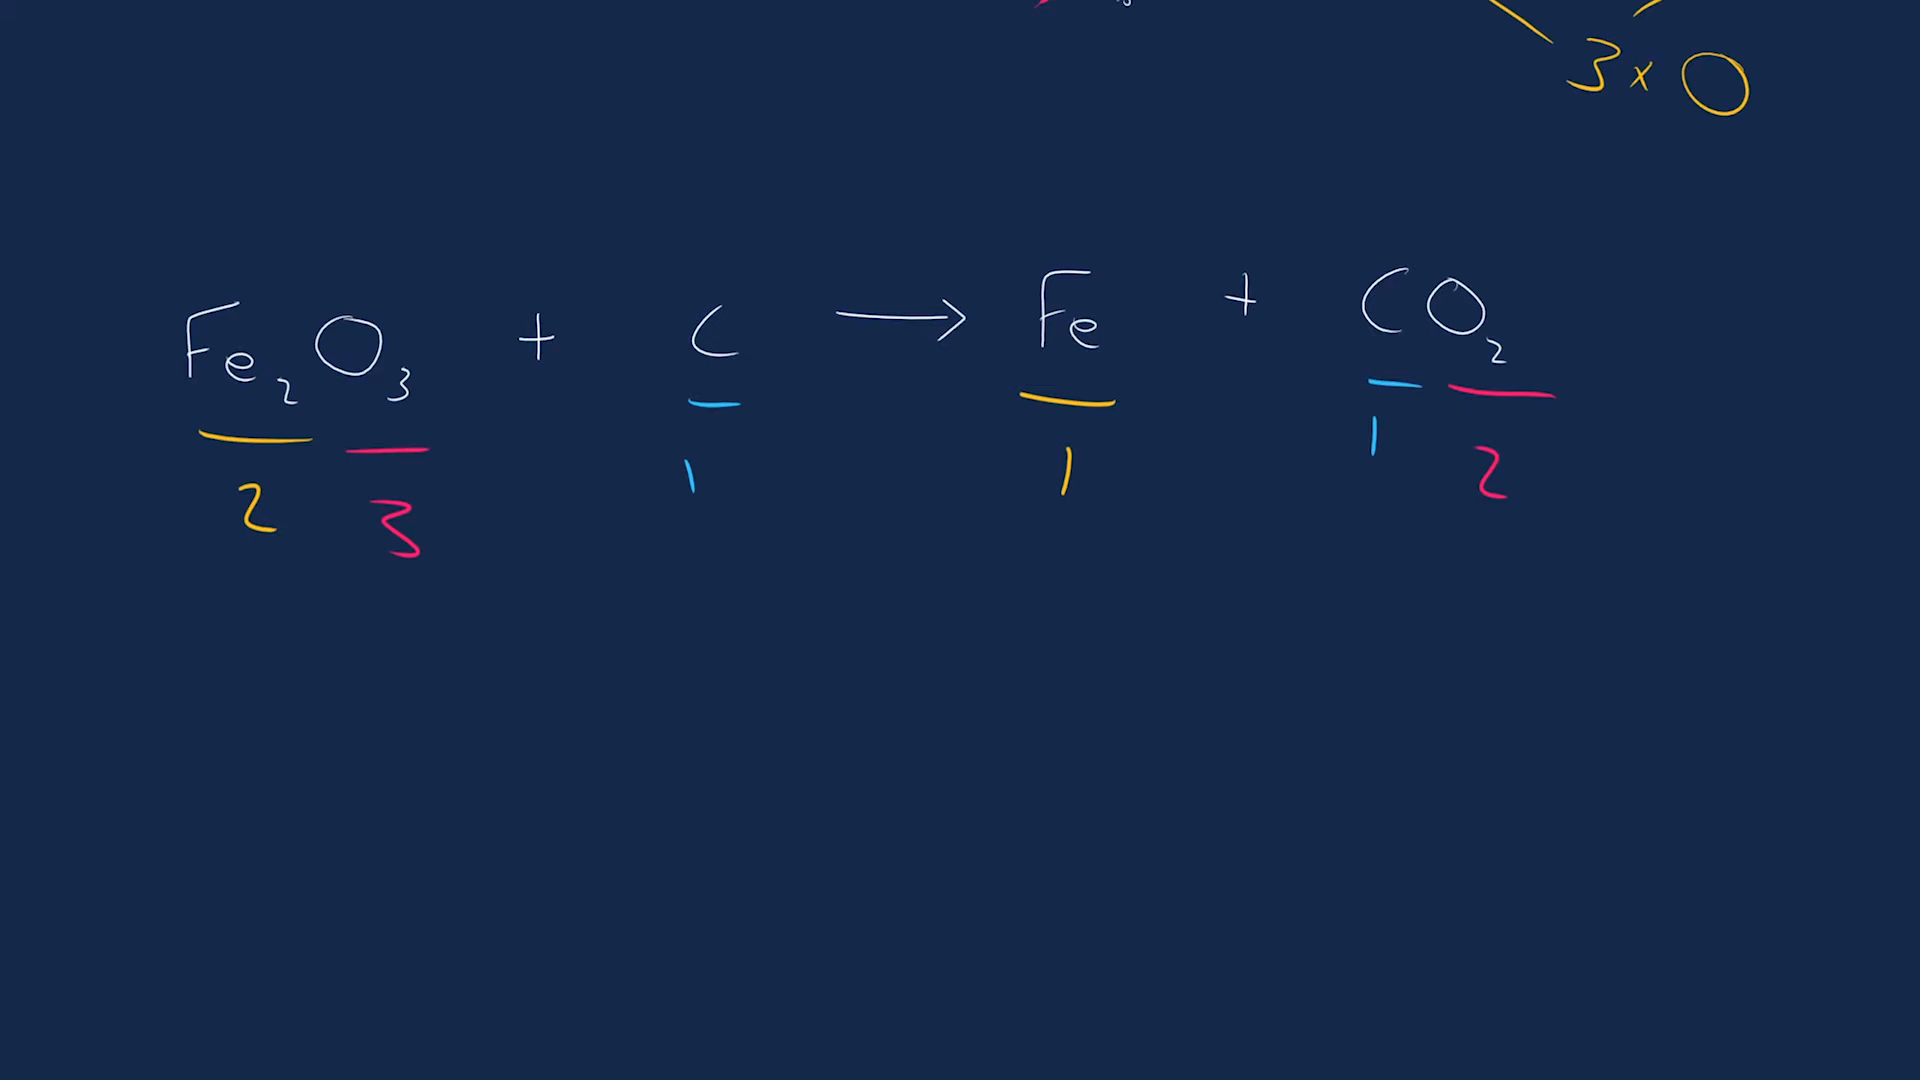 3 x O
Fe₂O₃ + C → Fe + CO₂
2 3 1 1 1 2